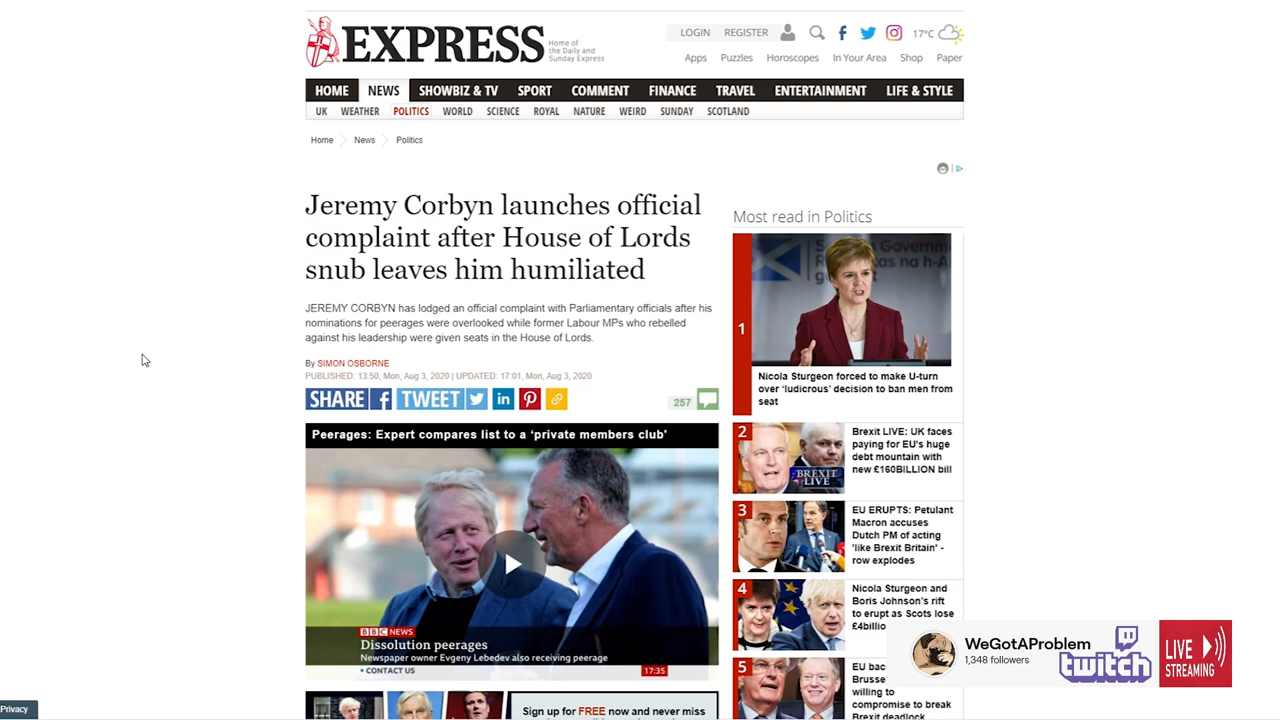 EXPRESS
Home of
the Daily and
Sunday Express
LOGIN REGISTER 17°C
Apps Puzzles Horoscopes In Your Area Shop Paper
HOME NEWS SHOWBIZ & TV SPORT COMMENT FINANCE TRAVEL ENTERTAINMENT LIFE & STYLE
UK WEATHER POLITICS WORLD SCIENCE ROYAL NATURE WEIRD SUNDAY SCOTLAND
Home News Politics
Jeremy Corbyn launches official
complaint after House of Lords
snub leaves him humiliated
JEREMY CORBYN has lodged an official complaint with Parliamentary officials after his
nominations for peerages were overlooked while former Labour MPs who rebelled
against his leadership were given seats in the House of Lords.
By SIMON OSBORNE
PUBLISHED: 13:50, Mon, Aug 3, 2020 | UPDATED: 17:01, Mon, Aug 3, 2020
SHARE TWEET
257
Peerages: Expert compares list to a ‘private members club’
BBC NEWS
Dissolution peerages
Newspaper owner Evgeny Lebedev also receiving peerage
• CONTACT US 17:35
Sign up for FREE now and never miss
Most read in Politics
1
Nicola Sturgeon forced to make U-turn
over ‘ludicrous’ decision to ban men from
seat
2
BREXIT
LIVE
Brexit LIVE: UK faces
paying for EU's huge
debt mountain with
new £160BILLION bill
3
EU ERUPTS: Petulant
Macron accuses
Dutch PM of acting
'like Brexit Britain' -
row explodes
4
Nicola Sturgeon and
Boris Johnson’s rift
to erupt as Scots lose
£4billio
5
EU bac
Brusse
willing to
compromise to break
Brexit deadlock
WeGotAProblem
1,348 followers
twitch
LIVE
STREAMING
Privacy